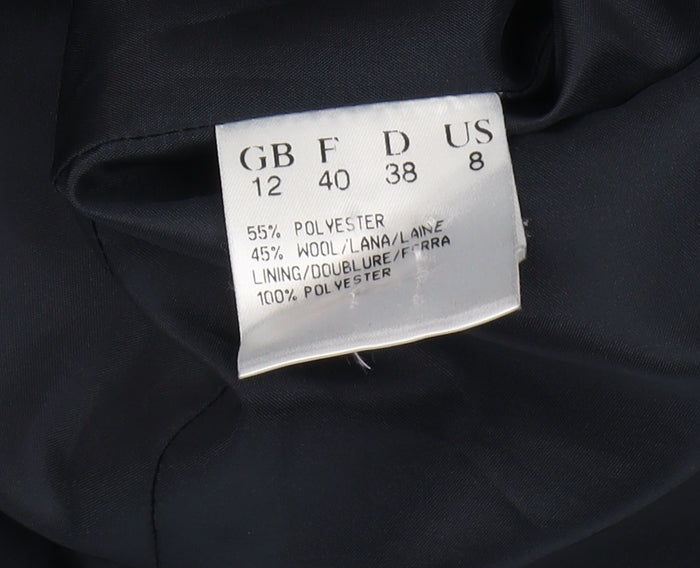 GB F D US
12 40 38 8
55% POLYESTER
45% WOOL/LANA/LAINE
LINING/DOUBLURE/FORRA
100% POLYESTER